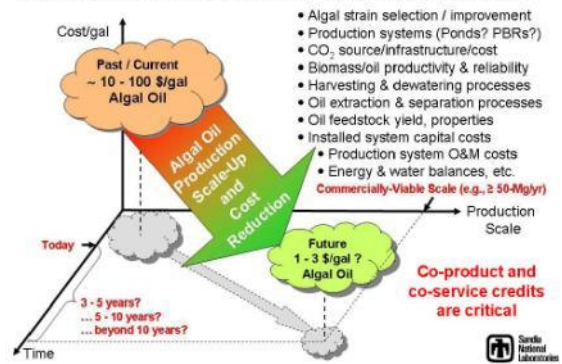 Cost/gal
Past / Current
~ 10 - 100 $/gal
Algal Oil
• Algal strain selection / improvement
• Production systems (Ponds? PBRs?)
• CO2 source/infrastructure/cost
• Biomass/oil productivity & reliability
• Harvesting & dewatering processes
• Oil extraction & separation processes
• Oil feedstock yield, properties
• Installed system capital costs
• Production system O&M costs
• Energy & water balances, etc.
Algal Oil
Production
Scale-Up
and
Cost
Reduction
Commercially-Viable Scale (e.g., ≥ 50-Mg/yr)
Production
Scale
Today
Future
1 - 3 $/gal ?
Algal Oil
3 - 5 years?
... 5 - 10 years?
... beyond 10 years?
Time
Co-product and
co-service credits
are critical
Sandia
National
Laboratories